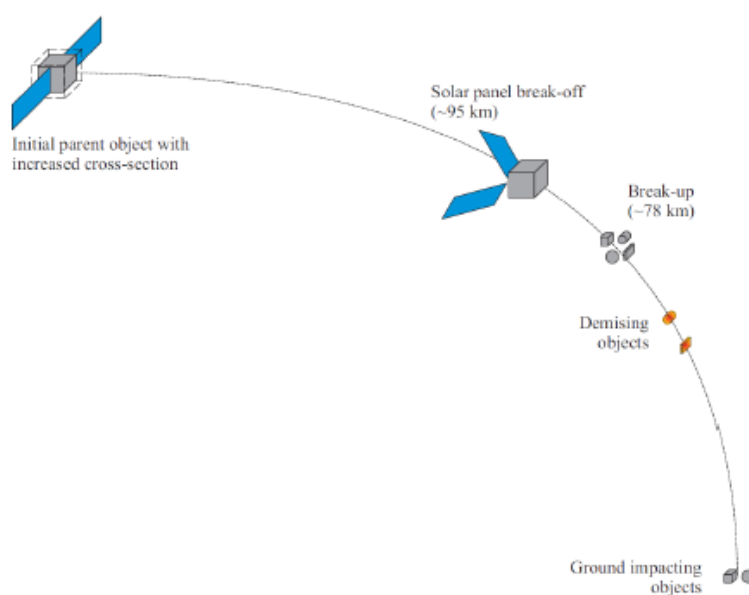 Initial parent object with
increased cross-section
Solar panel break-off
(~95 km)
Break-up
(~78 km)
Demising
objects
Ground impacting
objects